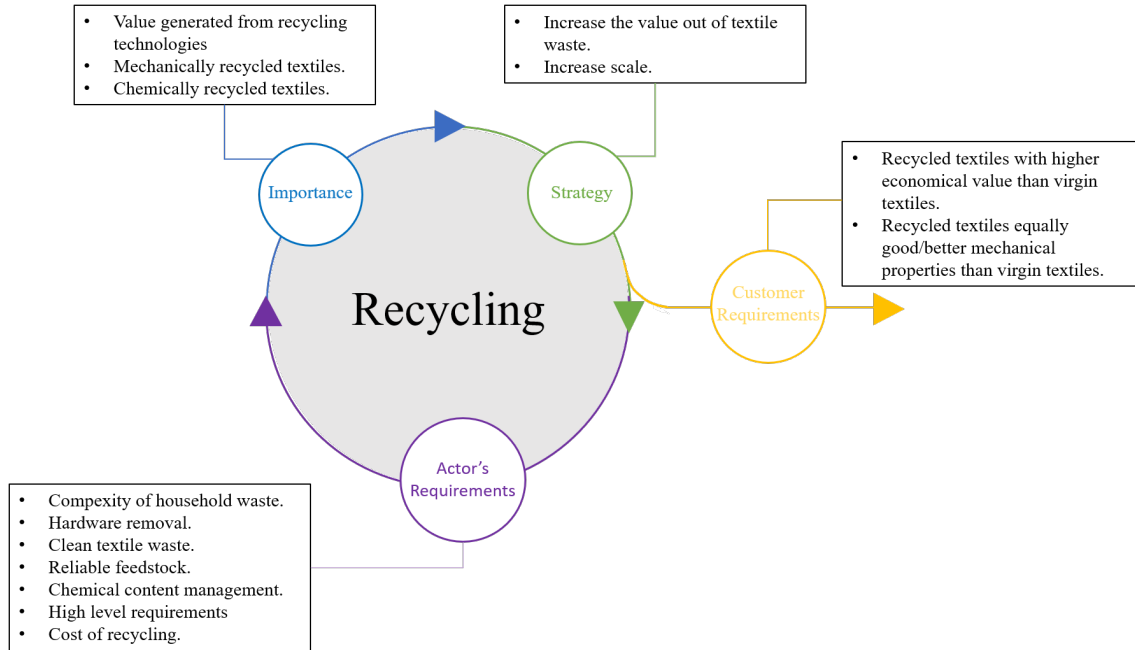 • Value generated from recycling
technologies
• Mechanically recycled textiles.
• Chemically recycled textiles.
• Increase the value out of textile
waste.
• Increase scale.
Importance
Strategy
• Recycled textiles with higher
economical value than virgin
textiles.
• Recycled textiles equally
good/better mechanical
properties than virgin textiles.
Customer
Requirements
Recycling
Actor’s
Requirements
• Compexity of household waste.
• Hardware removal.
• Clean textile waste.
• Reliable feedstock.
• Chemical content management.
• High level requirements
• Cost of recycling.